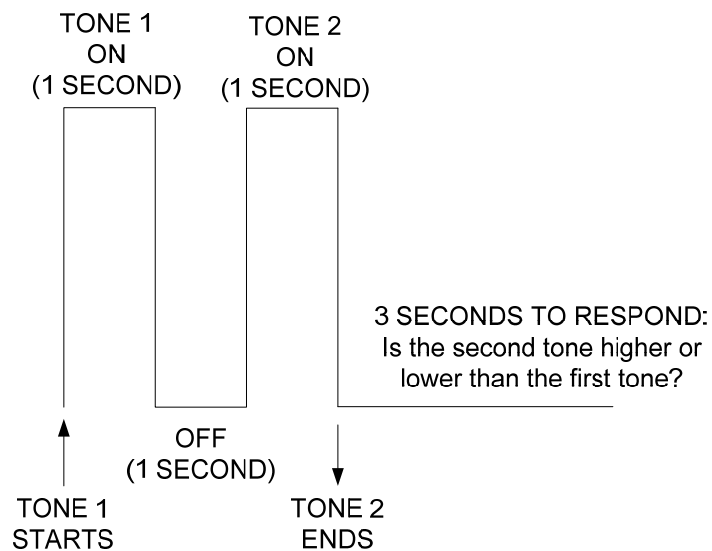 TONE 1
ON
(1 SECOND)
TONE 2
ON
(1 SECOND)
3 SECONDS TO RESPOND:
Is the second tone higher or
lower than the first tone?
OFF
(1 SECOND)
TONE 1
STARTS
TONE 2
ENDS